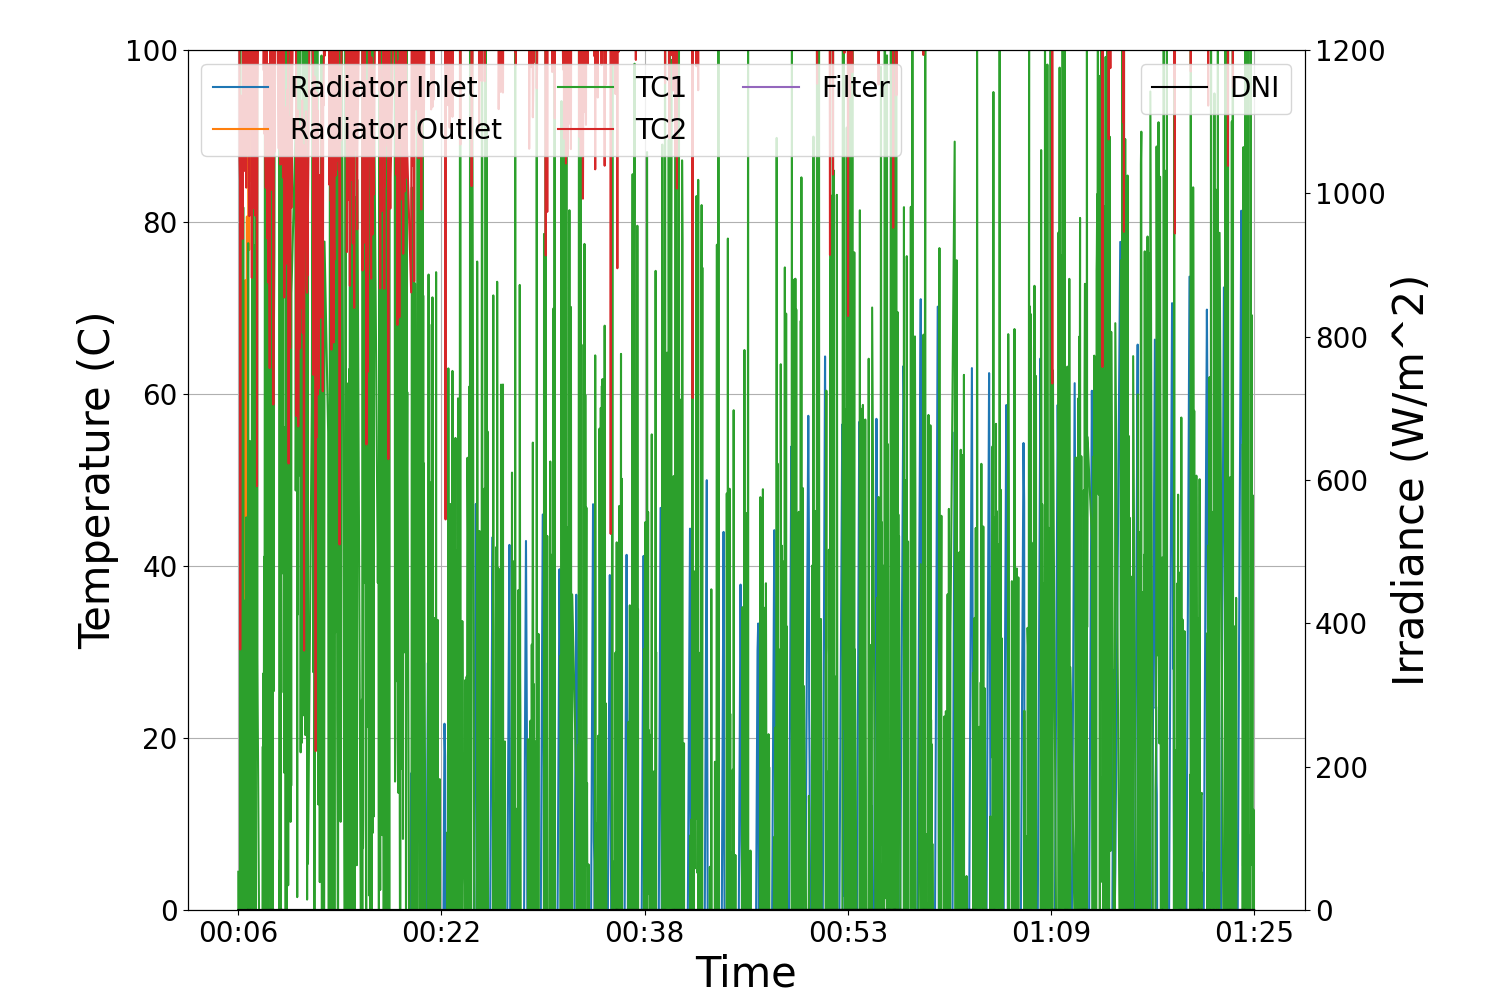 100
80
60
40
20
0
Temperature (C)
Radiator Inlet
Radiator Outlet
TC1
TC2
Filter
DNI
1200
1000
800
600
400
200
0
Irradiance (W/m^2)
00:06 00:22 00:38 00:53 01:09 01:25
Time